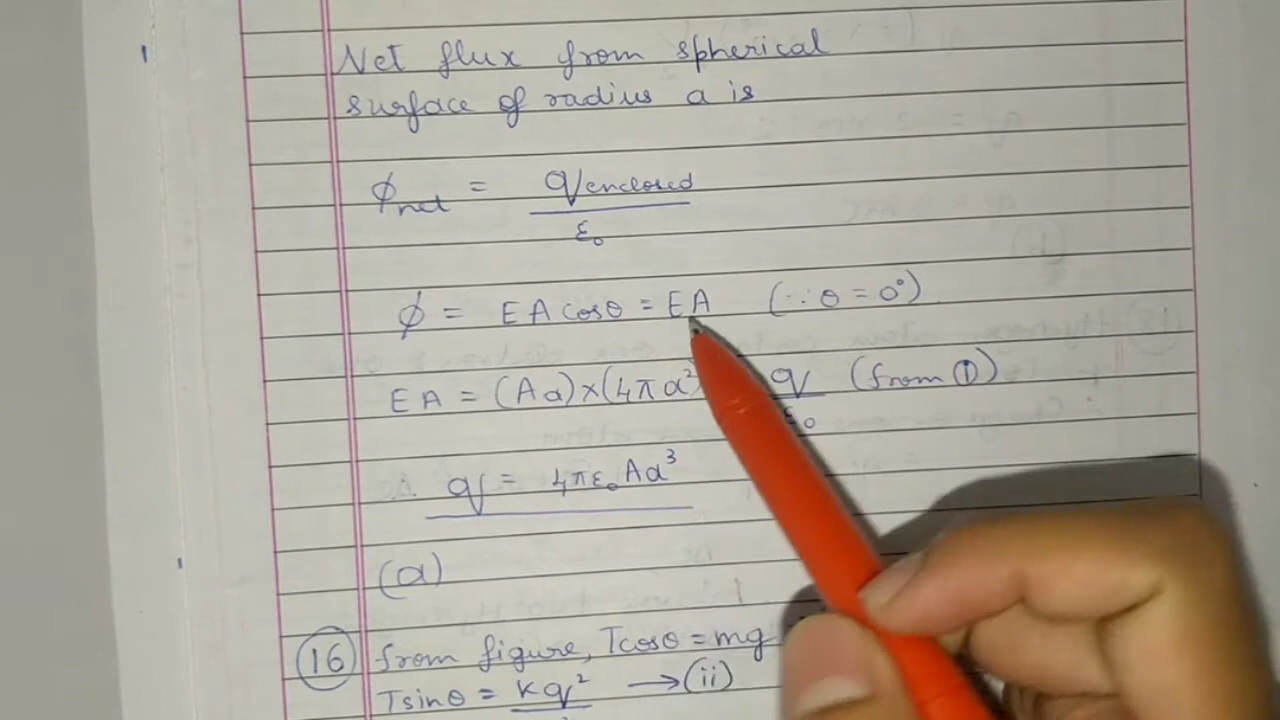 Net flux from spherical
surface of radius a is
ϕnet = qenclosed / ε₀
ϕ = EA cosθ = EA (∵ θ = 0°)
EA = (Aa)×(4πa² q / ε₀ (from ①)
q = 4πε₀Aa³
(a)
(16) from figure, Tcosθ = mg
Tsinθ = kq² → (ii)